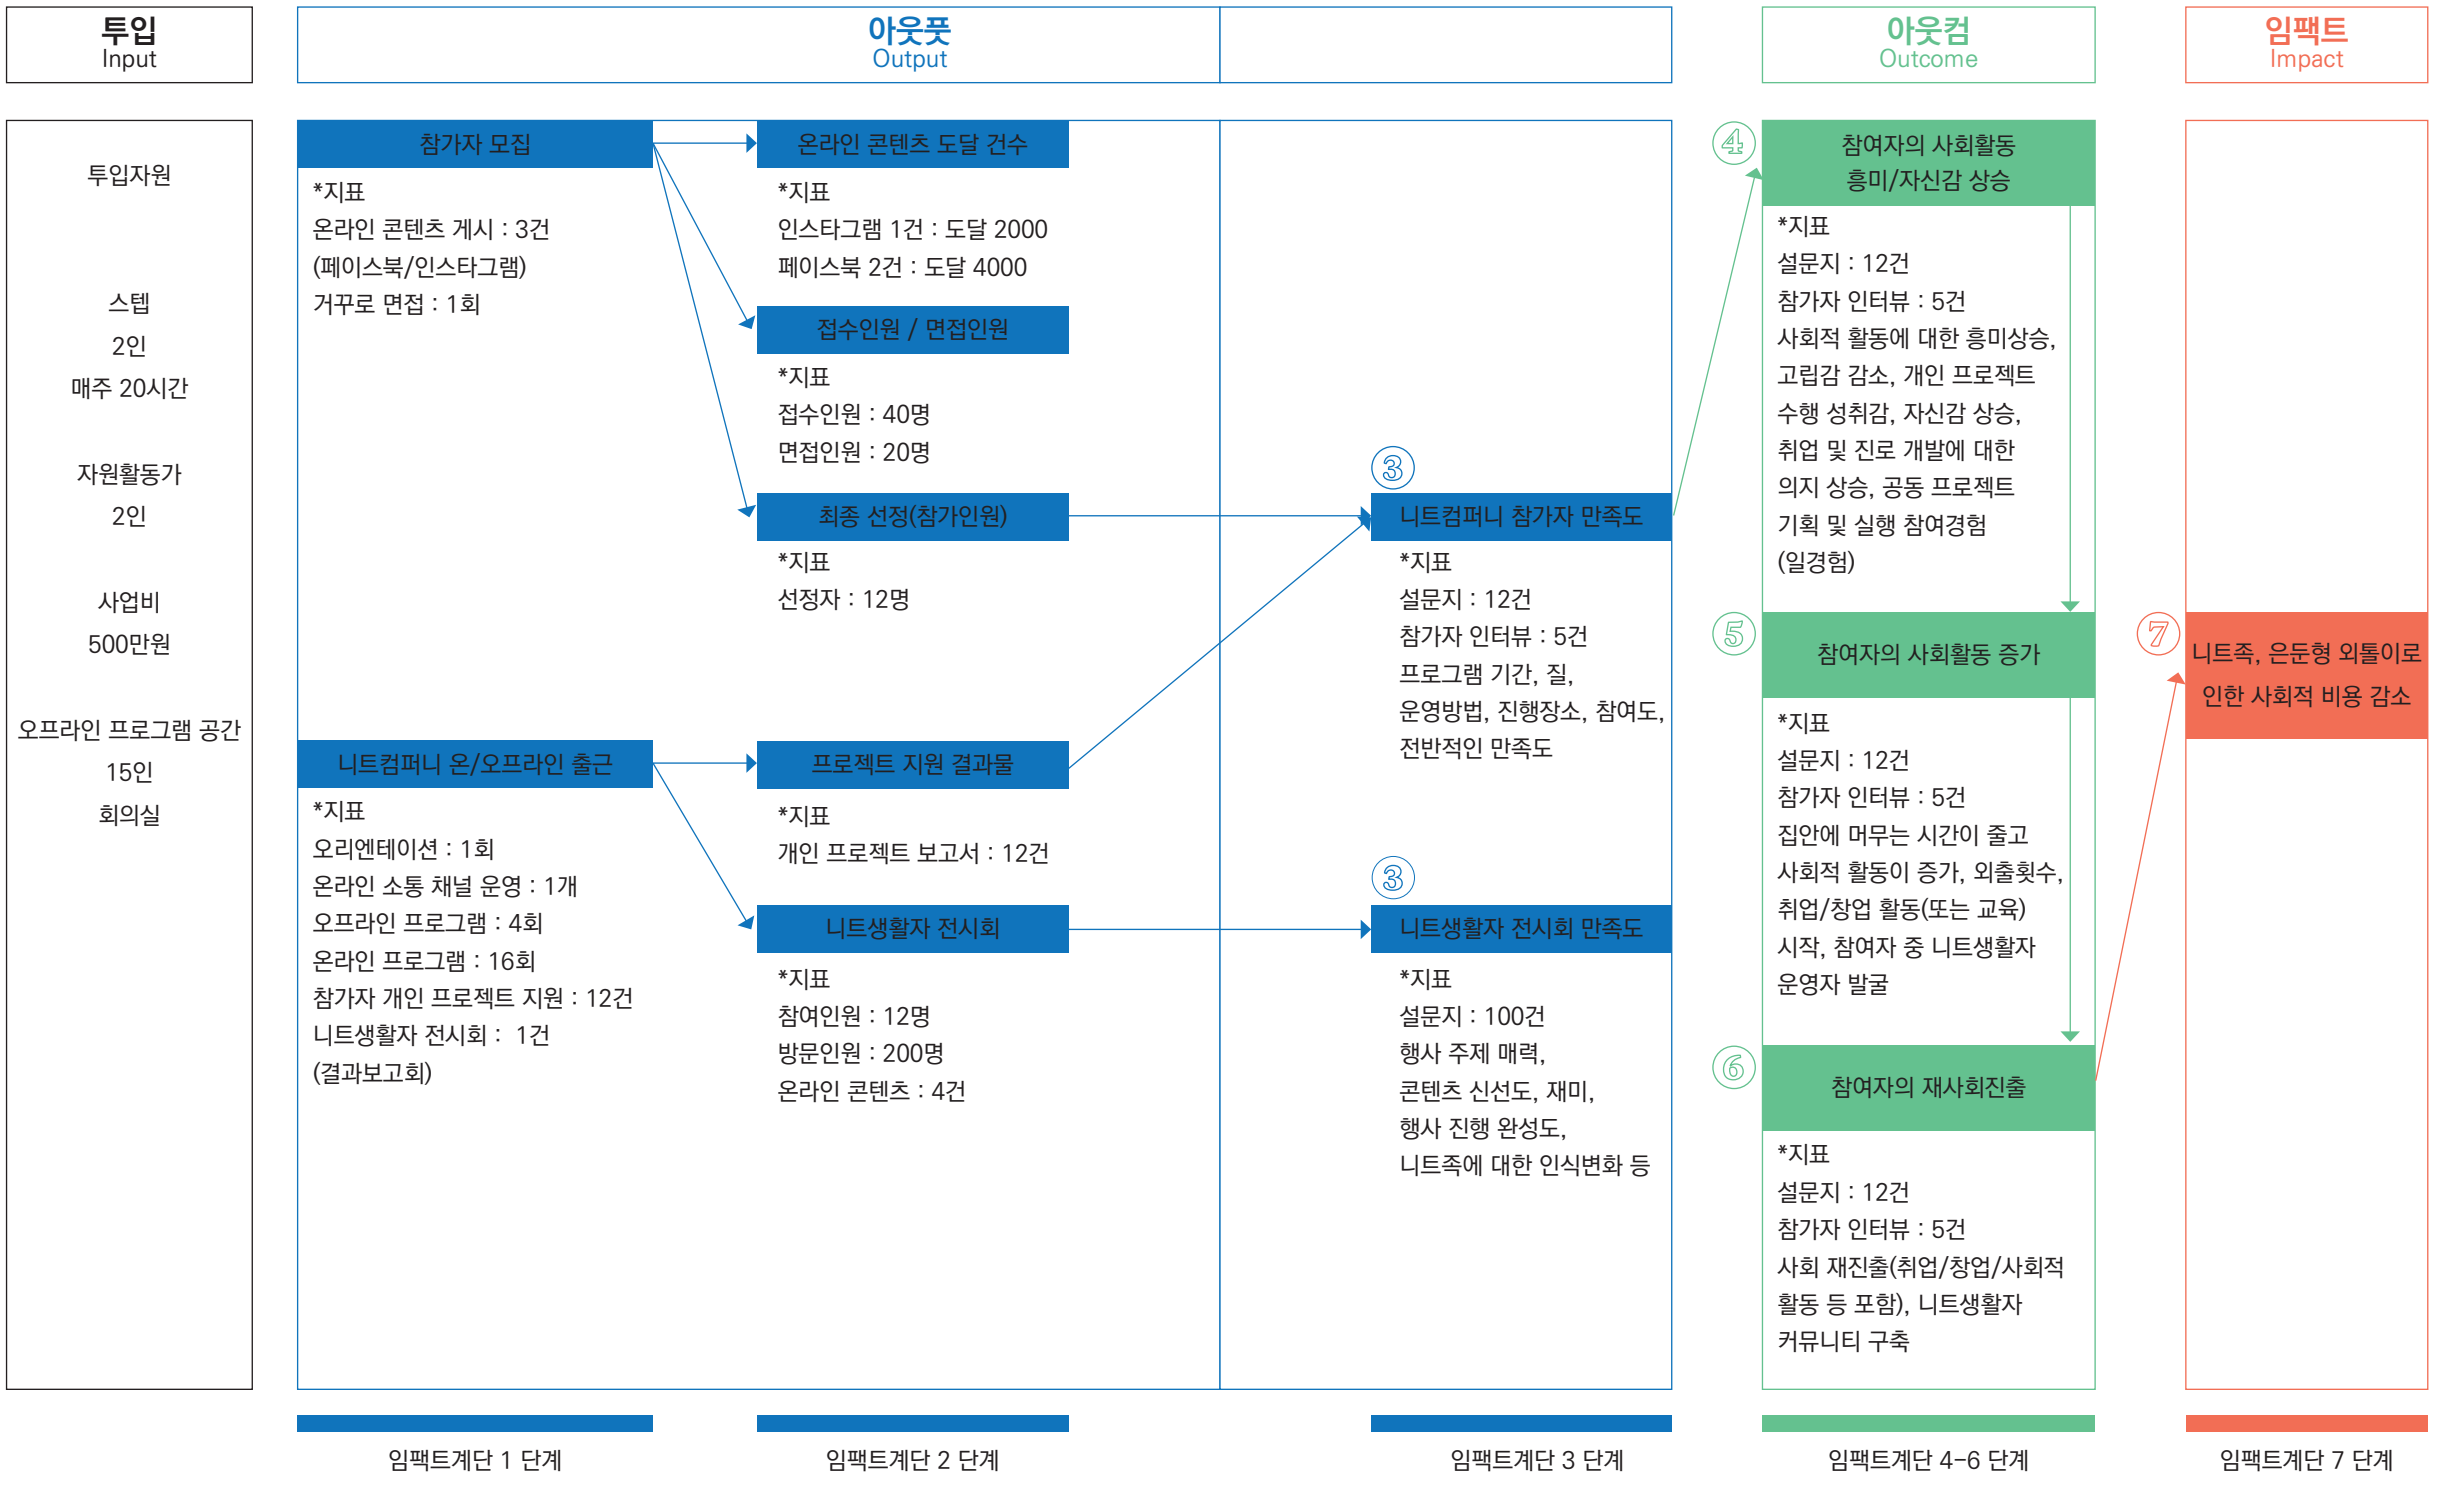 투입
Input
아웃풋
Output
아웃컴
Outcome
임팩트
Impact
투입자원
스텝
2인
매주 20시간
자원활동가
2인
사업비
500만원
오프라인 프로그램 공간
15인
회의실
참가자 모집
*지표
온라인 콘텐츠 게시 : 3건
(페이스북/인스타그램)
거꾸로 면접 : 1회
니트컴퍼니 온/오프라인 출근
*지표
오리엔테이션 : 1회
온라인 소통 채널 운영 : 1개
오프라인 프로그램 : 4회
온라인 프로그램 : 16회
참가자 개인 프로젝트 지원 : 12건
니트생활자 전시회 : 1건
(결과보고회)
온라인 콘텐츠 도달 건수
*지표
인스타그램 1건 : 도달 2000
페이스북 2건 : 도달 4000
접수인원 / 면접인원
*지표
접수인원 : 40명
면접인원 : 20명
최종 선정(참가인원)
*지표
선정자 : 12명
프로젝트 지원 결과물
*지표
개인 프로젝트 보고서 : 12건
니트생활자 전시회
*지표
참여인원 : 12명
방문인원 : 200명
온라인 콘텐츠 : 4건
③
니트컴퍼니 참가자 만족도
*지표
설문지 : 12건
참가자 인터뷰 : 5건
프로그램 기간, 질,
운영방법, 진행장소, 참여도,
전반적인 만족도
③
니트생활자 전시회 만족도
*지표
설문지 : 100건
행사 주제 매력,
콘텐츠 신선도, 재미,
행사 진행 완성도,
니트족에 대한 인식변화 등
④
참여자의 사회활동
흥미/자신감 상승
*지표
설문지 : 12건
참가자 인터뷰 : 5건
사회적 활동에 대한 흥미상승,
고립감 감소, 개인 프로젝트
수행 성취감, 자신감 상승,
취업 및 진로 개발에 대한
의지 상승, 공동 프로젝트
기획 및 실행 참여경험
(일경험)
⑤
참여자의 사회활동 증가
*지표
설문지 : 12건
참가자 인터뷰 : 5건
집안에 머무는 시간이 줄고
사회적 활동이 증가, 외출횟수,
취업/창업 활동(또는 교육)
시작, 참여자 중 니트생활자
운영자 발굴
⑥
참여자의 재사회진출
*지표
설문지 : 12건
참가자 인터뷰 : 5건
사회 재진출(취업/창업/사회적
활동 등 포함), 니트생활자
커뮤니티 구축
⑦
니트족, 은둔형 외톨이로
인한 사회적 비용 감소
임팩트계단 1 단계
임팩트계단 2 단계
임팩트계단 3 단계
임팩트계단 4-6 단계
임팩트계단 7 단계